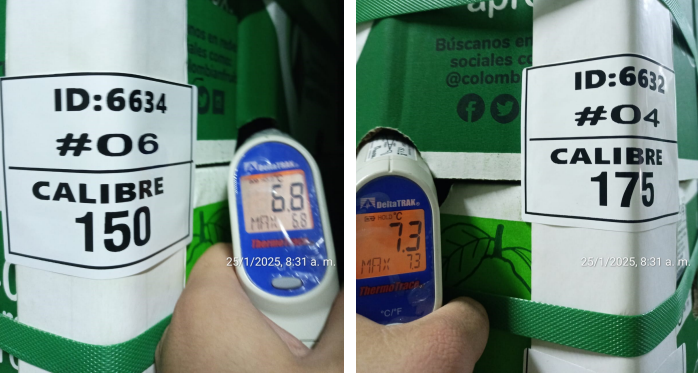 ID:6634
#06
CALIBRE
150
DeltaTRAK
6.8
MAX 6.8
ThermoTrace
25/1/2025, 8:31 a. m.
Búscanos en
sociales co
@colomb
ID:6632
#04
CALIBRE
175
DeltaTRAK®
°C
7.3
MAX 7.3
ThermoTrace
°C/°F
25/1/2025, 8:31 a. m.